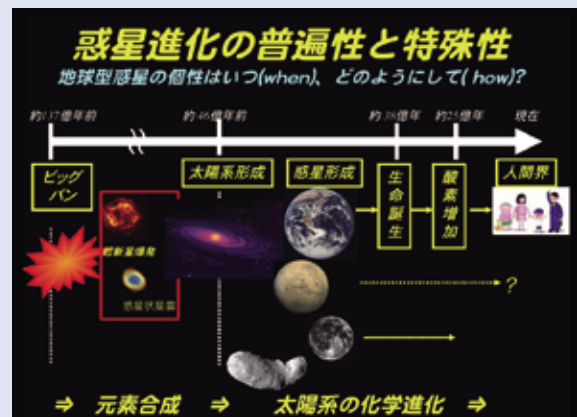 惑星進化の普遍性と特殊性
地球型惑星の個性はいつ(when)、どのようにして( how)?
約137億年前
約46億年前
約38億年
約25億年
現在
ビッグ
バン
太陽系形成
惑星形成
生命誕生
酸素増加
人間界
超新星爆発
惑星状星雲
?
⇒ 元素合成 ⇒ 太陽系の化学進化 ⇒